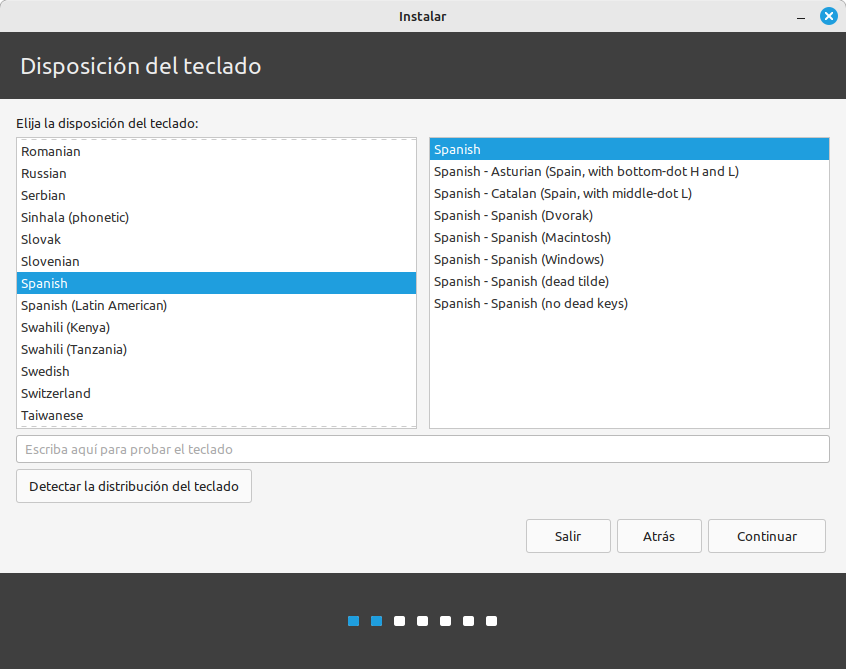 Instalar
Disposición del teclado
Elija la disposición del teclado:
Romanian
Russian
Serbian
Sinhala (phonetic)
Slovak
Slovenian
Spanish
Spanish (Latin American)
Swahili (Kenya)
Swahili (Tanzania)
Swedish
Switzerland
Taiwanese
Spanish
Spanish - Asturian (Spain, with bottom-dot H and L)
Spanish - Catalan (Spain, with middle-dot L)
Spanish - Spanish (Dvorak)
Spanish - Spanish (Macintosh)
Spanish - Spanish (Windows)
Spanish - Spanish (dead tilde)
Spanish - Spanish (no dead keys)
Escriba aquí para probar el teclado
Detectar la distribución del teclado
Salir
Atrás
Continuar